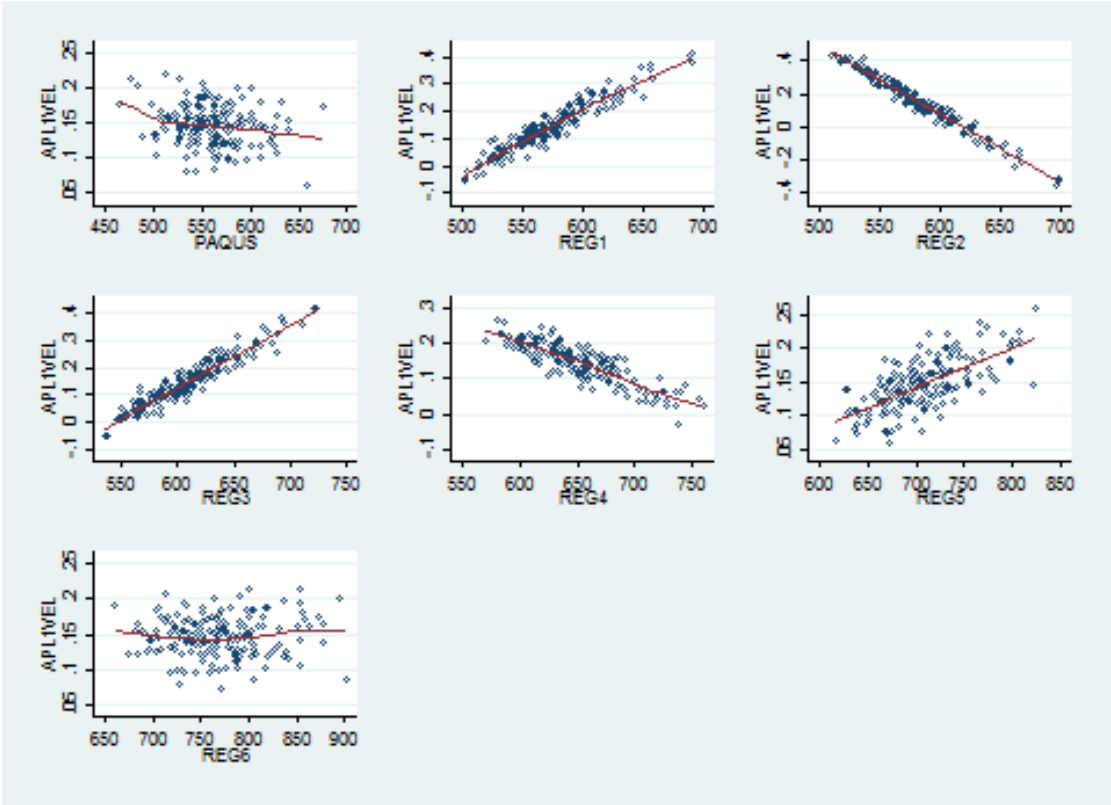 .05 .1 .15 .2 .25
APL1VEL
450 500 550 600 650 700
PAQUS
-.1 0 .1 .2 .3 .4
APL1VEL
500 550 600 650 700
REG1
-.4 -.2 0 .2 .4
APL1VEL
510 560 600 650 700
REG2
-.1 0 .1 .2 .3 .4
APL1VEL
550 600 650 700 750
REG3
-.1 0 .1 .2 .3
APL1VEL
550 600 650 700 750
REG4
.05 .1 .15 .2 .25
APL1VEL
600 650 700 750 800 850
REG5
.05 .1 .15 .2 .25
APL1VEL
650 700 750 800 850 900
REG6